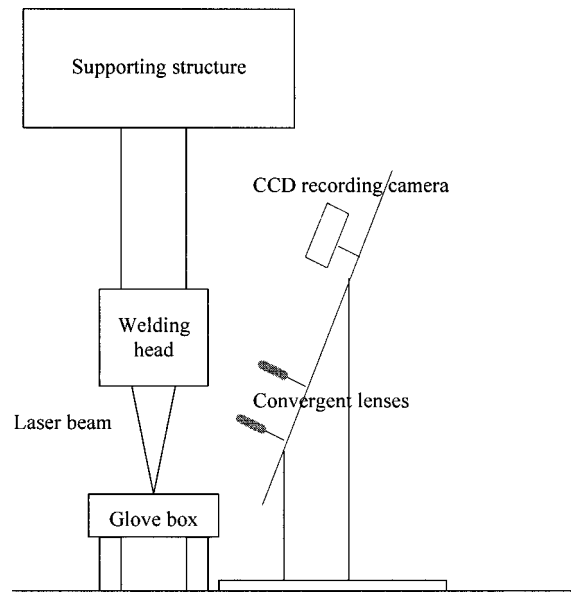 Supporting structure
CCD recording camera
Welding
head
Convergent lenses
Laser beam
Glove box